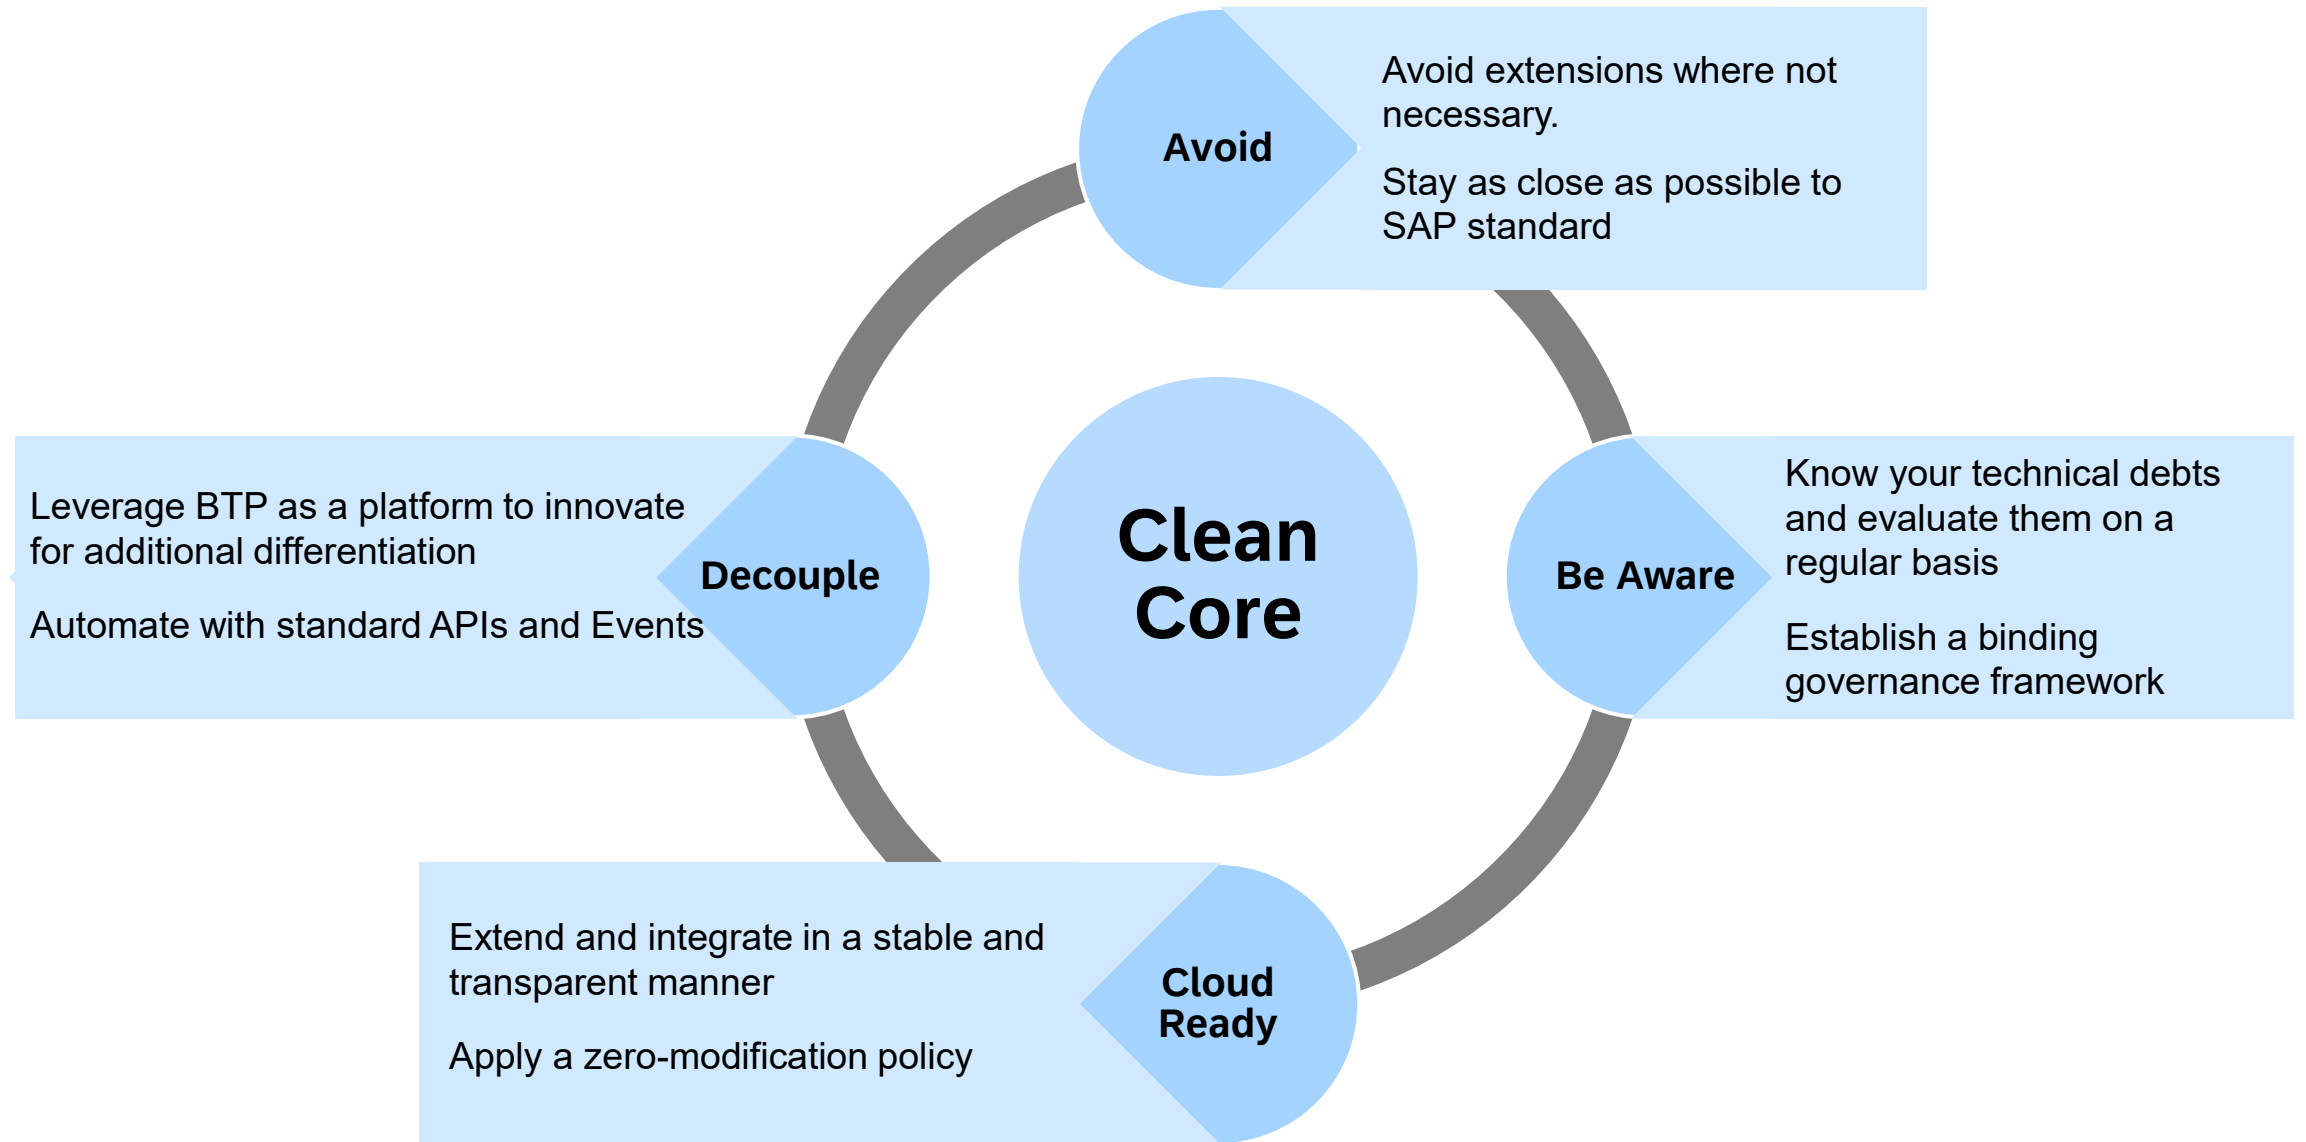 Avoid
Avoid extensions where not
necessary.
Stay as close as possible to
SAP standard
Leverage BTP as a platform to innovate
for additional differentiation
Automate with standard APIs and Events
Decouple
Clean
Core
Be Aware
Know your technical debts
and evaluate them on a
regular basis
Establish a binding
governance framework
Extend and integrate in a stable and
transparent manner
Apply a zero-modification policy
Cloud
Ready